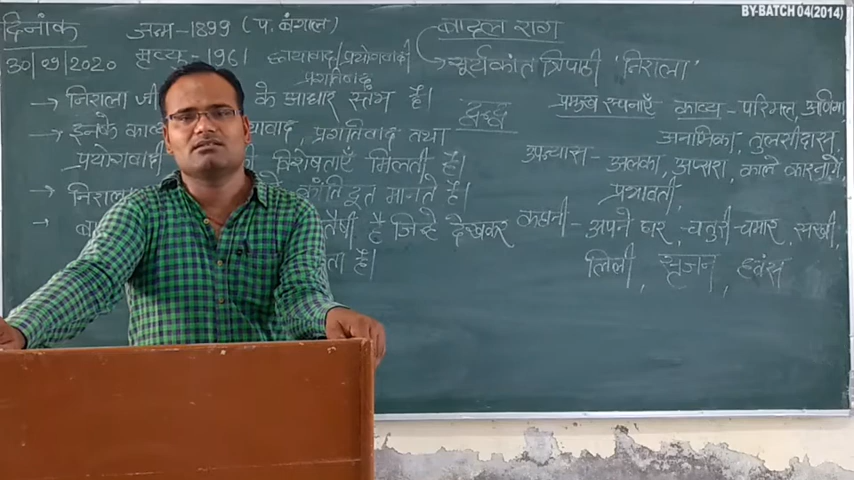 BY-BATCH 04(2014)
दिनांक
30/09/2020
जन्म-1899 (प. बंगाल)
मृत्यु-1961 छायावाद/प्रयोगवादी
प्रगतिवाद
→ निराला जी के आधार स्तंभ है।
→ इनके काव्य यावाद, प्रगतिवाद तथा
प्रयोगवाद विशेषताएँ मिलती है।
→ निराला क्रांति दूत मानते है।
→ तैषी है जिन्हे देखकर
ता है।
बादल राग
→ सूर्यकांत त्रिपाठी 'निराला'
प्रमुख रचनाएँ काव्य - परिमल, अणिमा
अनामिका, तुलसीदास
उपन्यास - अलका, अप्सरा, काले कारनामें
प्रभावती
कहानी - अपने घर, चतुरी-चमार, सखी,
लिली, सृजन,